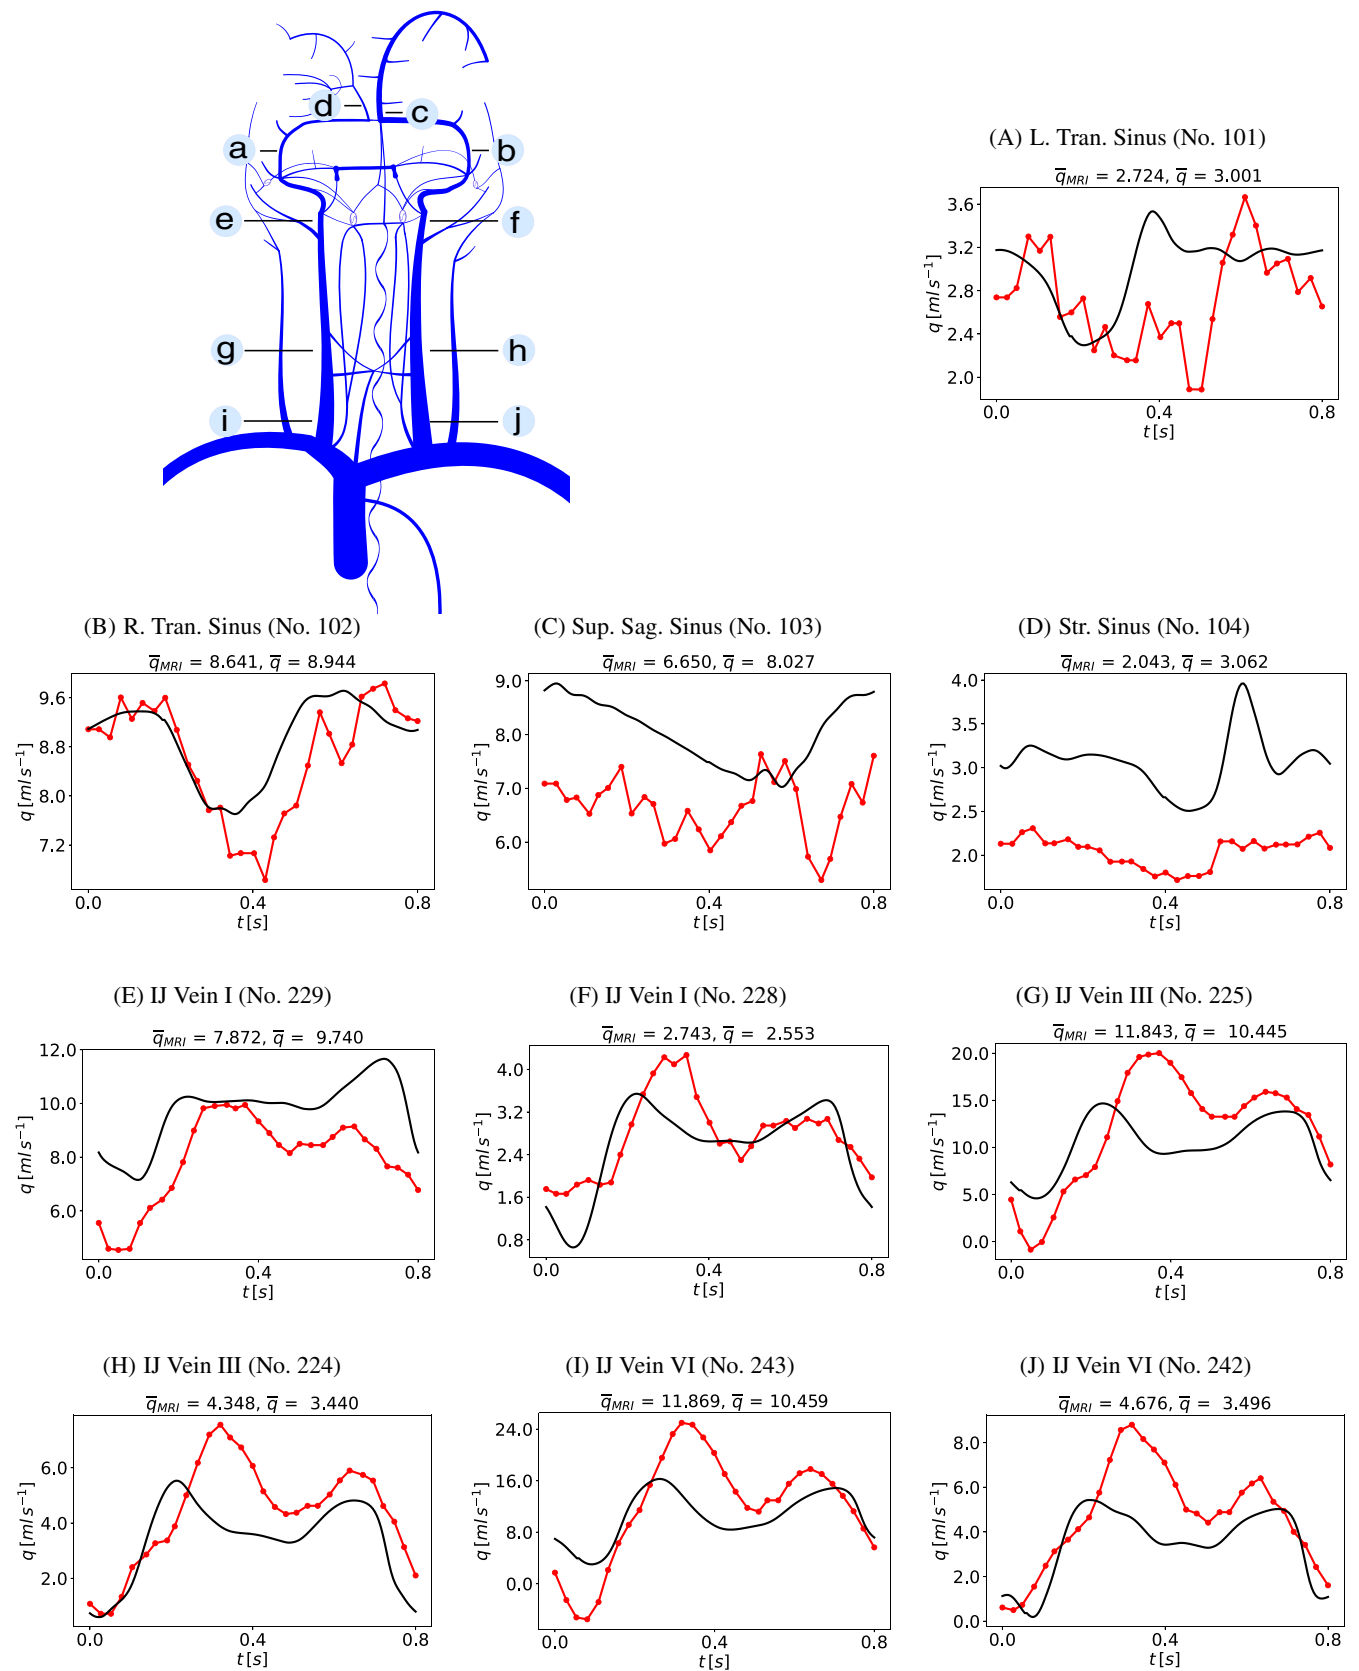 d
c
a
b
e
f
g
h
i
j
(A) L. Tran. Sinus (No. 101)
q̅MRI = 2.724, q̅ = 3.001
3.6
3.2
2.8
2.4
2.0
q [ml s⁻¹]
0.0 0.4 0.8
t [s]
(B) R. Tran. Sinus (No. 102)
q̅MRI = 8.641, q̅ = 8.944
9.6
8.8
8.0
7.2
q [ml s⁻¹]
0.0 0.4 0.8
t [s]
(C) Sup. Sag. Sinus (No. 103)
q̅MRI = 6.650, q̅ = 8.027
9.0
8.0
7.0
6.0
q [ml s⁻¹]
0.0 0.4 0.8
t [s]
(D) Str. Sinus (No. 104)
q̅MRI = 2.043, q̅ = 3.062
4.0
3.5
3.0
2.5
2.0
q [ml s⁻¹]
0.0 0.4 0.8
t [s]
(E) IJ Vein I (No. 229)
q̅MRI = 7.872, q̅ = 9.740
12.0
10.0
8.0
6.0
q [ml s⁻¹]
0.0 0.4 0.8
t [s]
(F) IJ Vein I (No. 228)
q̅MRI = 2.743, q̅ = 2.553
4.0
3.2
2.4
1.6
0.8
q [ml s⁻¹]
0.0 0.4 0.8
t [s]
(G) IJ Vein III (No. 225)
q̅MRI = 11.843, q̅ = 10.445
20.0
15.0
10.0
5.0
0.0
q [ml s⁻¹]
0.0 0.4 0.8
t [s]
(H) IJ Vein III (No. 224)
q̅MRI = 4.348, q̅ = 3.440
6.0
4.0
2.0
q [ml s⁻¹]
0.0 0.4 0.8
t [s]
(I) IJ Vein VI (No. 243)
q̅MRI = 11.869, q̅ = 10.459
24.0
16.0
8.0
0.0
q [ml s⁻¹]
0.0 0.4 0.8
t [s]
(J) IJ Vein VI (No. 242)
q̅MRI = 4.676, q̅ = 3.496
8.0
6.0
4.0
2.0
0.0
q [ml s⁻¹]
0.0 0.4 0.8
t [s]